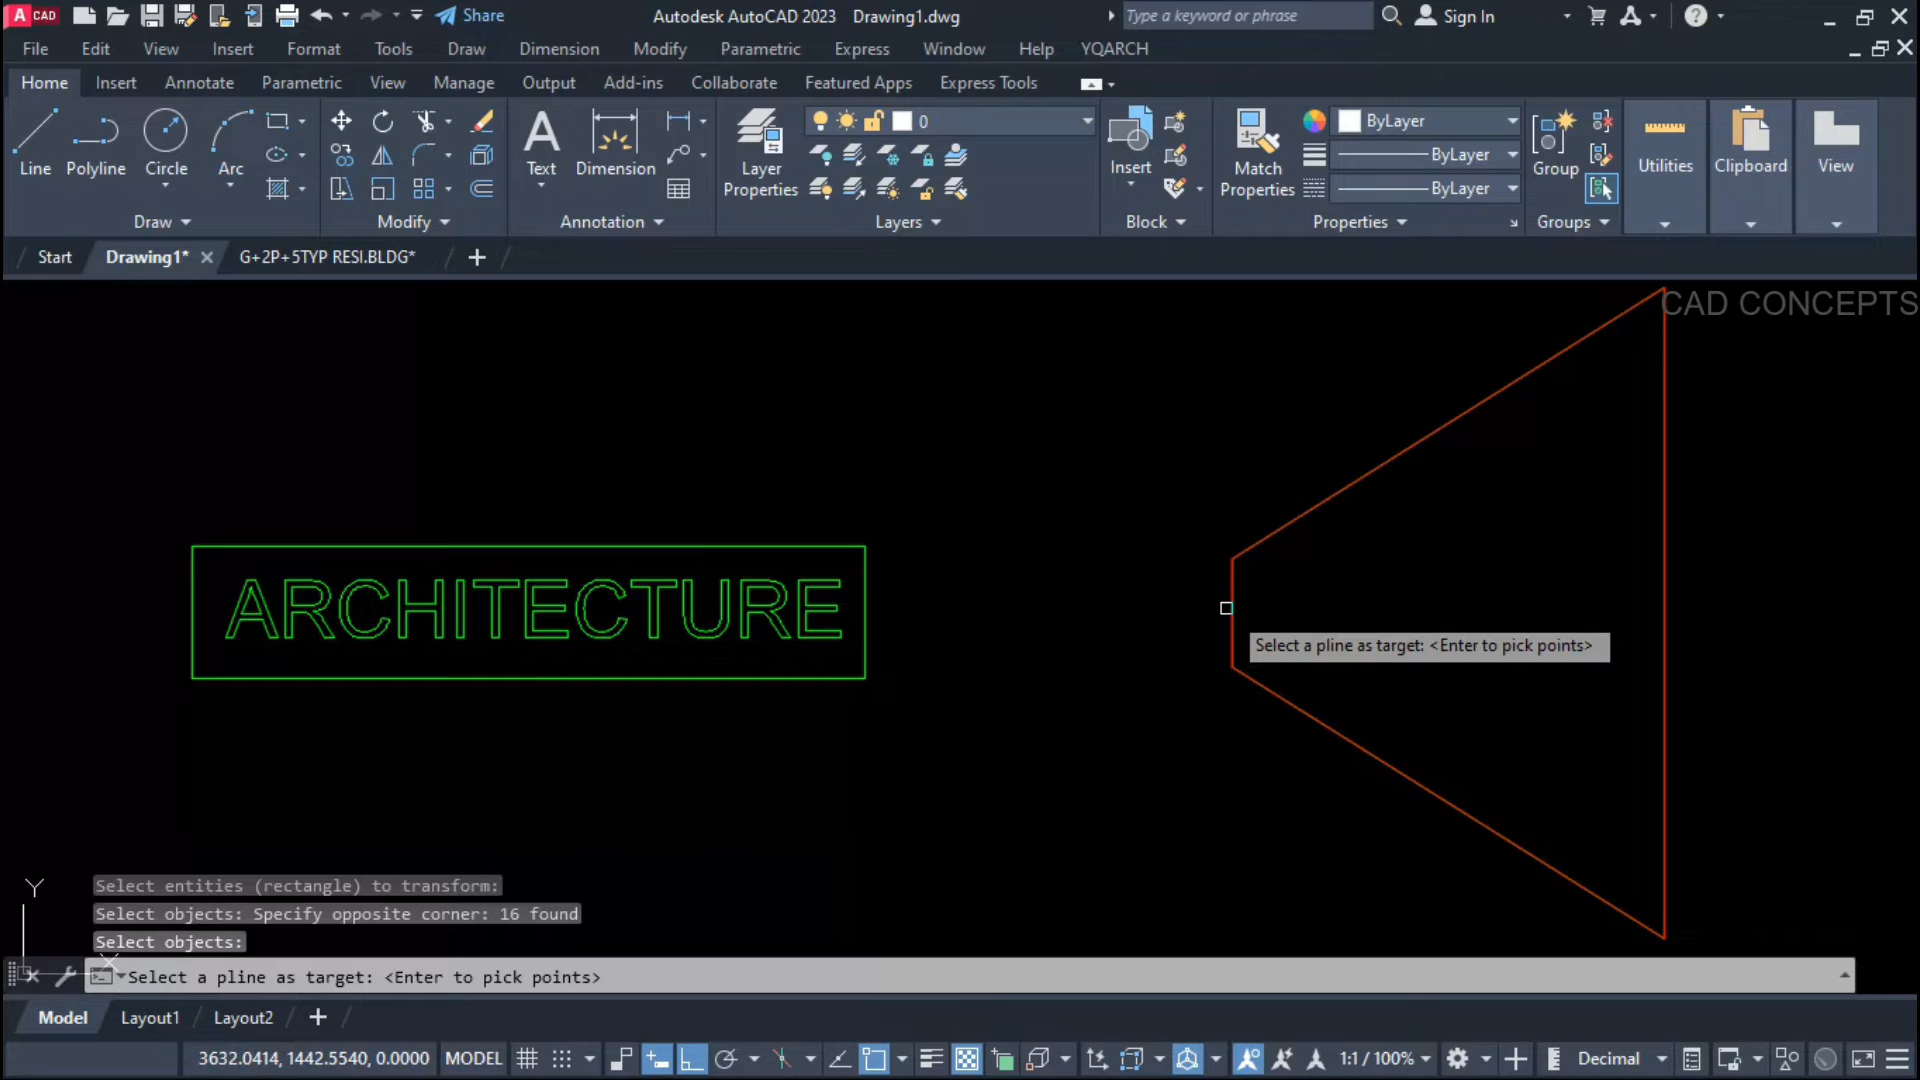 A CAD
Share
Autodesk AutoCAD 2023 Drawing1.dwg
Type a keyword or phrase
Sign In
File Edit View Insert Format Tools Draw Dimension Modify Parametric Express Window Help YQARCH
Home Insert Annotate Parametric View Manage Output Add-ins Collaborate Featured Apps Express Tools
Line Polyline Circle Arc
Text Dimension
Layer Properties
0
Insert
Match Properties
ByLayer
ByLayer
ByLayer
Group
Utilities
Clipboard
View
Draw Modify Annotation Layers Block Properties Groups
Start Drawing1* G+2P+5TYP RESI.BLDG*
CAD CONCEPTS
ARCHITECTURE
Select a pline as target: <Enter to pick points>
Y
X
Select entities (rectangle) to transform:
Select objects: Specify opposite corner: 16 found
Select objects:
Select a pline as target: <Enter to pick points>
Model Layout1 Layout2
3632.0414, 1442.5540, 0.0000 MODEL 1:1 / 100% Decimal